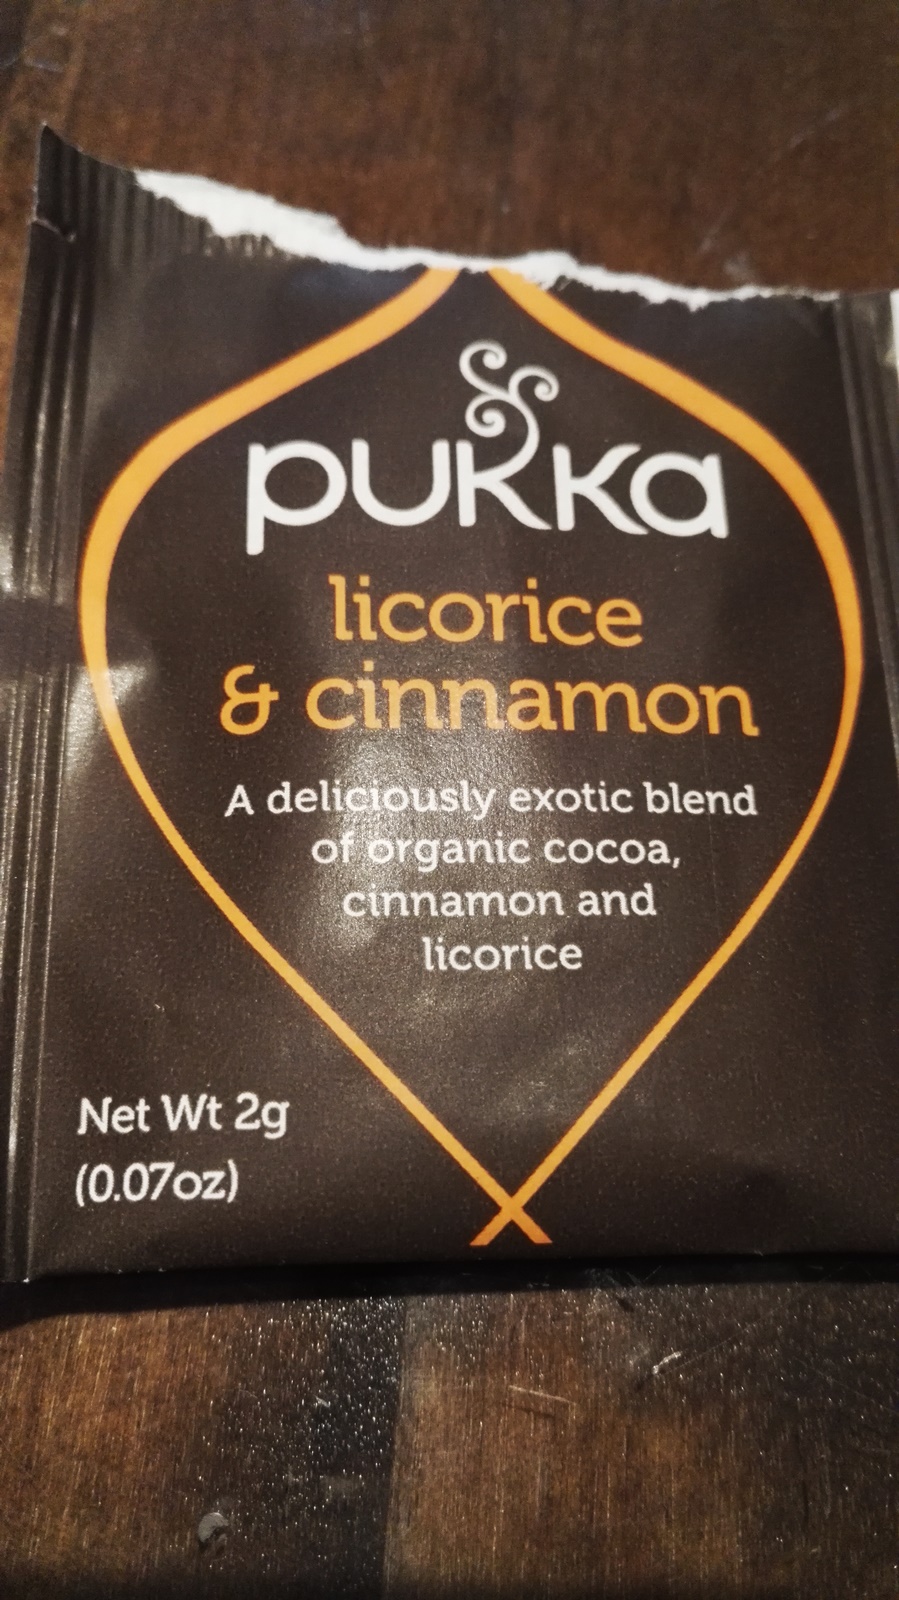 pukka
licorice
& cinnamon
A deliciously exotic blend
of organic cocoa,
cinnamon and
licorice
Net Wt 2g
(0.07oz)